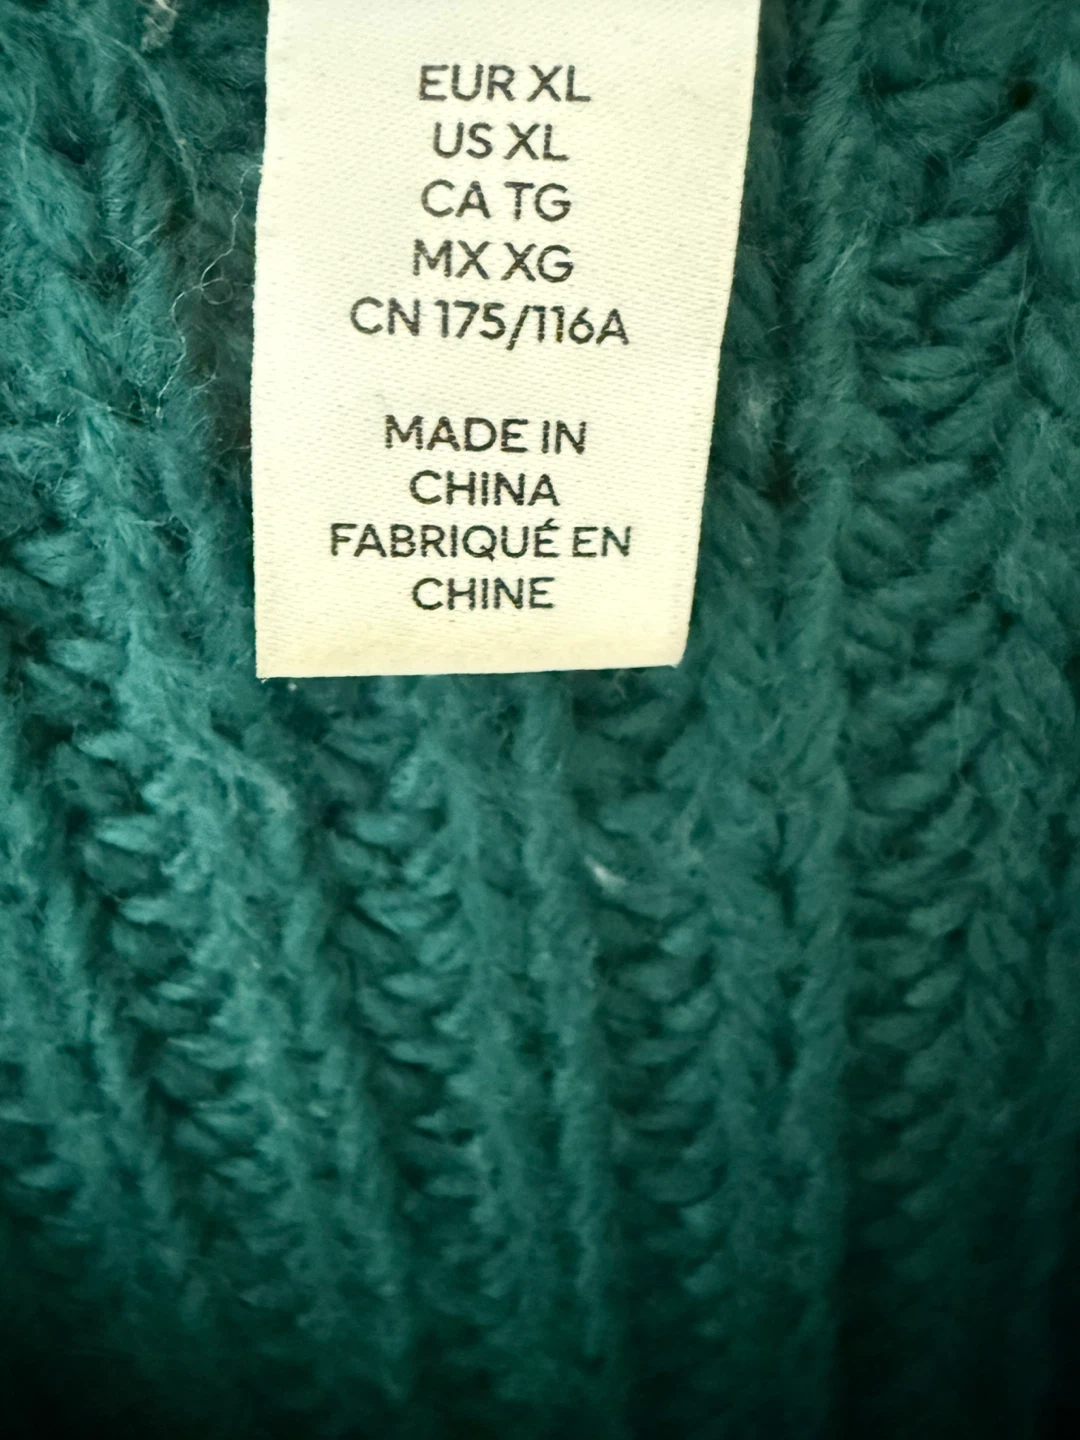 EUR XL
US XL
CA TG
MX XG
CN 175/116A
MADE IN
CHINA
FABRIQUÉ EN
CHINE